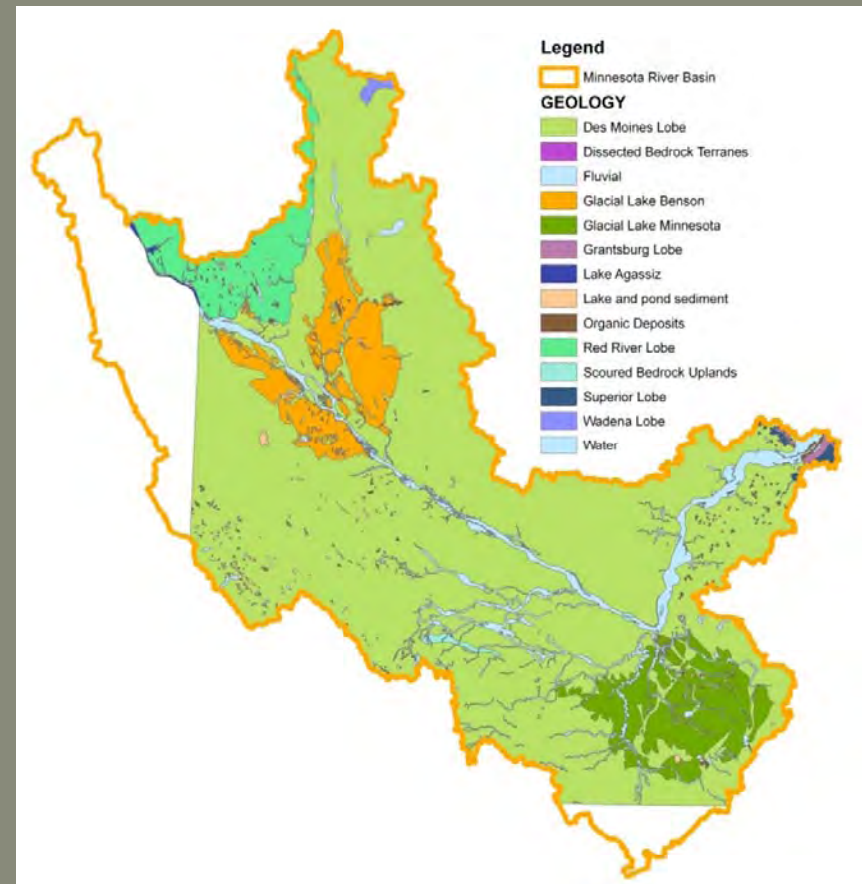 Legend
Minnesota River Basin
GEOLOGY
Des Moines Lobe
Dissected Bedrock Terranes
Fluvial
Glacial Lake Benson
Glacial Lake Minnesota
Grantsburg Lobe
Lake Agassiz
Lake and pond sediment
Organic Deposits
Red River Lobe
Scoured Bedrock Uplands
Superior Lobe
Wadena Lobe
Water